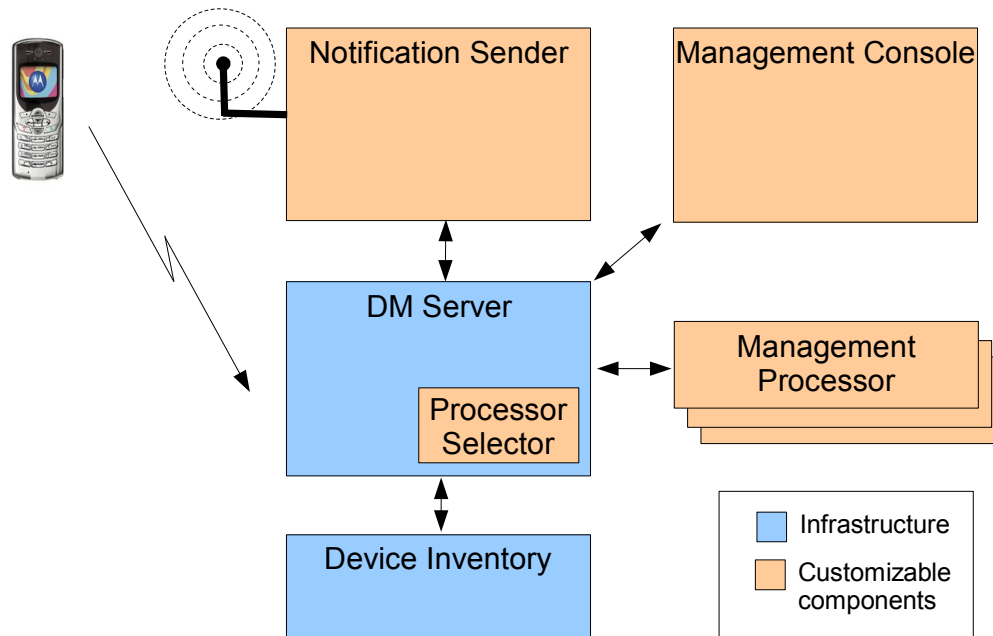 Notification Sender
Management Console
DM Server
Processor
Selector
Management
Processor
Device Inventory
Infrastructure
Customizable
components